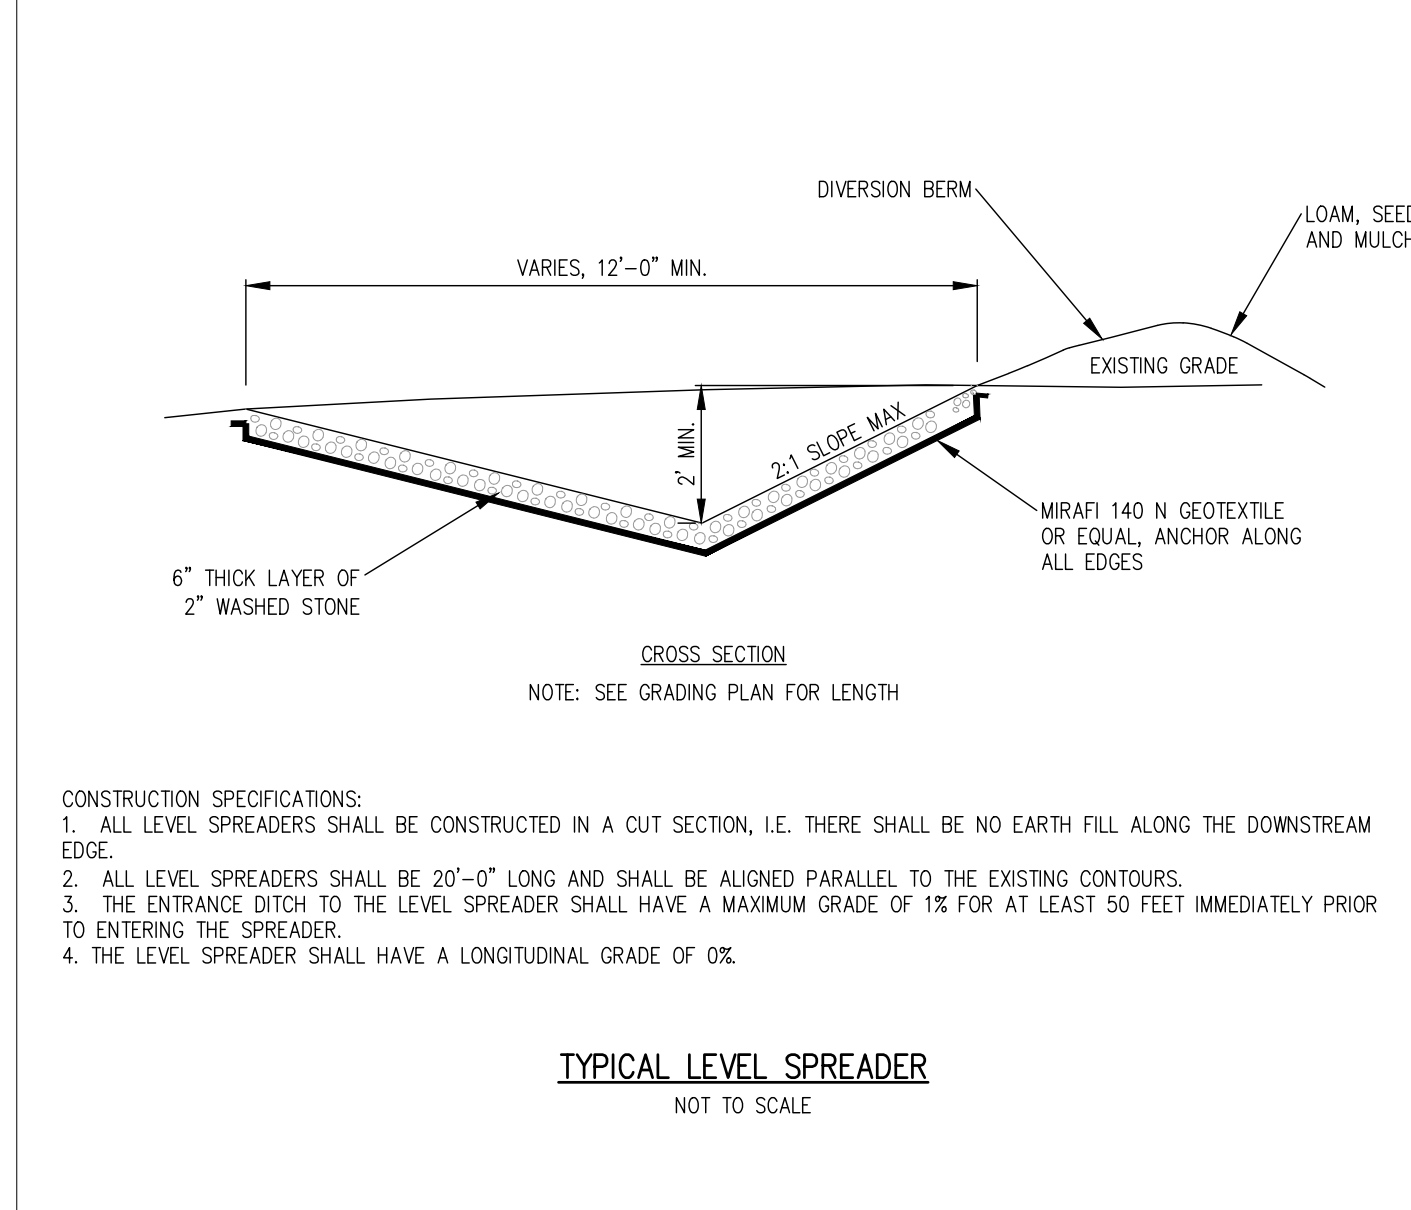 DIVERSION BERM
LOAM, SEED
AND MULCH
VARIES, 12'-0" MIN.
EXISTING GRADE
2' MIN.
2:1 SLOPE MAX
MIRAFI 140 N GEOTEXTILE
OR EQUAL, ANCHOR ALONG
ALL EDGES
6" THICK LAYER OF
2" WASHED STONE
CROSS SECTION
NOTE: SEE GRADING PLAN FOR LENGTH
CONSTRUCTION SPECIFICATIONS:
1. ALL LEVEL SPREADERS SHALL BE CONSTRUCTED IN A CUT SECTION, I.E. THERE SHALL BE NO EARTH FILL ALONG THE DOWNSTREAM
EDGE.
2. ALL LEVEL SPREADERS SHALL BE 20'-0" LONG AND SHALL BE ALIGNED PARALLEL TO THE EXISTING CONTOURS.
3. THE ENTRANCE DITCH TO THE LEVEL SPREADER SHALL HAVE A MAXIMUM GRADE OF 1% FOR AT LEAST 50 FEET IMMEDIATELY PRIOR
TO ENTERING THE SPREADER.
4. THE LEVEL SPREADER SHALL HAVE A LONGITUDINAL GRADE OF 0%.
TYPICAL LEVEL SPREADER
NOT TO SCALE